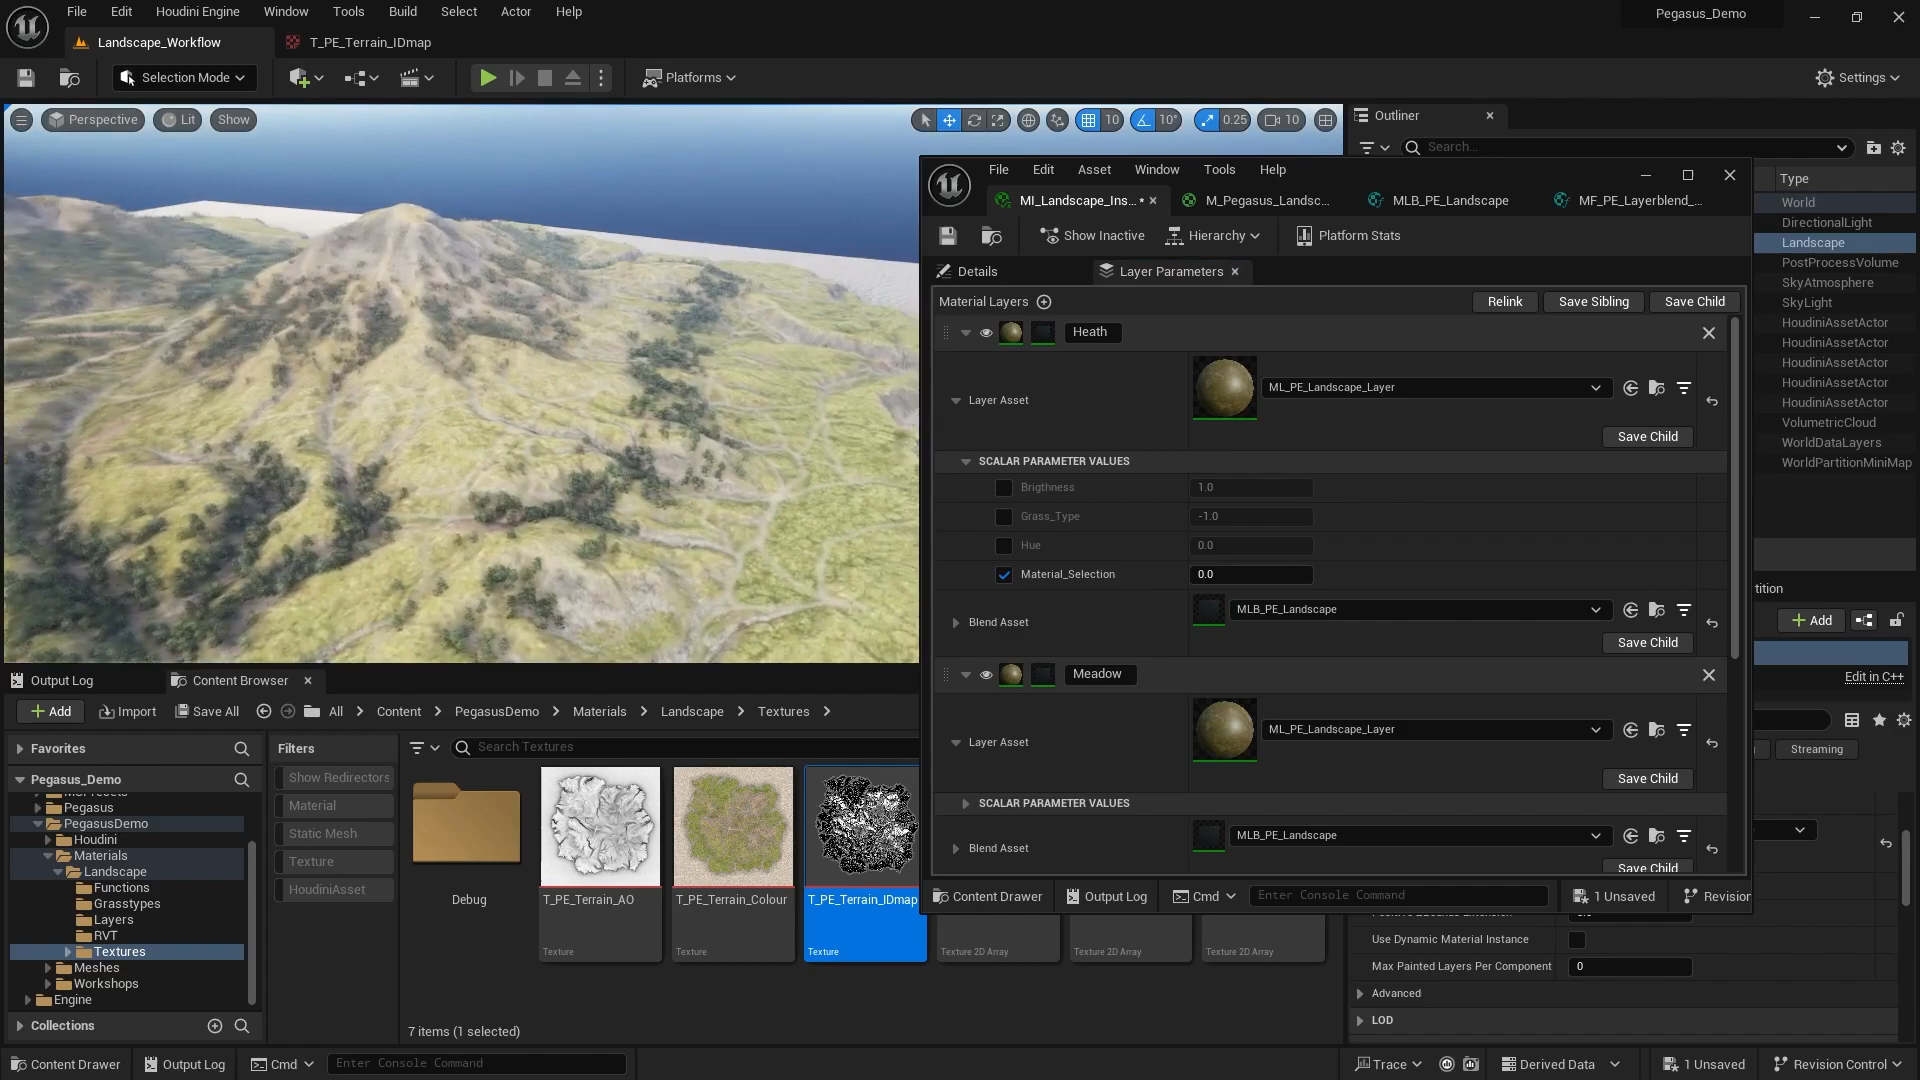 File Edit Houdini Engine Window Tools Build Select Actor Help
Pegasus_Demo
Landscape_Workflow
T_PE_Terrain_IDmap
Selection Mode
Platforms
Settings
Perspective Lit Show
10 10° 0.25 10
Outliner
Search...
Type
World
DirectionalLight
Landscape
PostProcessVolume
SkyAtmosphere
SkyLight
HoudiniAssetActor
HoudiniAssetActor
HoudiniAssetActor
HoudiniAssetActor
HoudiniAssetActor
VolumetricCloud
WorldDataLayers
WorldPartitionMiniMap
File Edit Asset Window Tools Help
MI_Landscape_Ins... •
M_Pegasus_Landsc...
MLB_PE_Landscape
MF_PE_Layerblend_...
Show Inactive
Hierarchy
Platform Stats
Details
Layer Parameters
Material Layers
Relink
Save Sibling
Save Child
Heath
Layer Asset
ML_PE_Landscape_Layer
Save Child
SCALAR PARAMETER VALUES
Brigthness 1.0
Grass_Type -1.0
Hue 0.0
Material_Selection 0.0
Blend Asset
MLB_PE_Landscape
Save Child
Meadow
Layer Asset
ML_PE_Landscape_Layer
Save Child
SCALAR PARAMETER VALUES
Blend Asset
MLB_PE_Landscape
Save Child
Content Drawer
Output Log
Cmd
Enter Console Command
1 Unsaved
Revision
tition
Add
Edit in C++
Streaming
Use Dynamic Material Instance
Max Painted Layers Per Component 0
Advanced
LOD
Output Log
Content Browser
Add
Import
Save All
All
Content
PegasusDemo
Materials
Landscape
Textures
Favorites
Pegasus_Demo
Pegasus
PegasusDemo
Houdini
Materials
Landscape
Functions
Grasstypes
Layers
RVT
Textures
Meshes
Workshops
Engine
Collections
Filters
Show Redirectors
Material
Static Mesh
Texture
HoudiniAsset
Search Textures
Debug
T_PE_Terrain_AO
Texture
T_PE_Terrain_Colour
Texture
T_PE_Terrain_IDmap
Texture
Texture 2D Array
Texture 2D Array
Texture 2D Array
7 items (1 selected)
Content Drawer
Output Log
Cmd
Enter Console Command
Trace
Derived Data
1 Unsaved
Revision Control